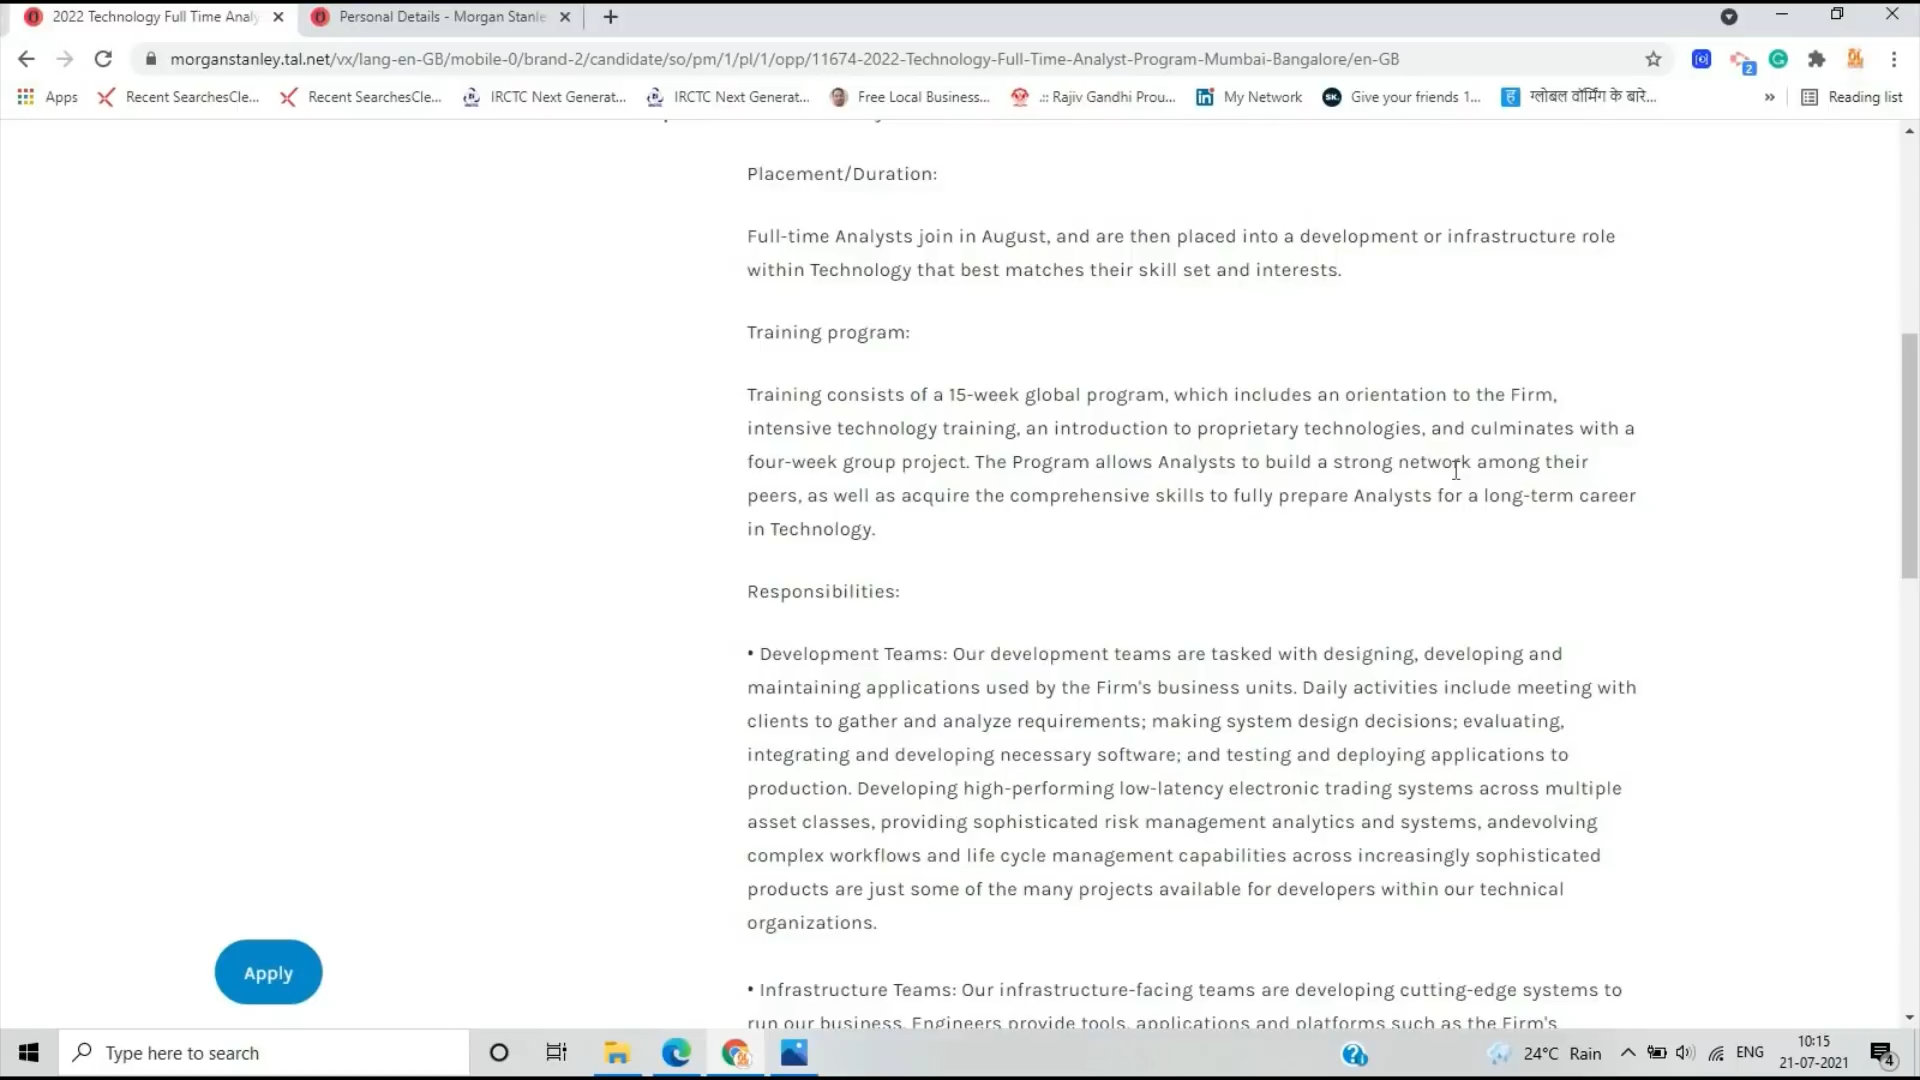 2022 Technology Full Time Analy
Personal Details - Morgan Stanle
morganstanley.tal.net/vx/lang-en-GB/mobile-0/brand-2/candidate/so/pm/1/pl/1/opp/11674-2022-Technology-Full-Time-Analyst-Program-Mumbai-Bangalore/en-GB
2
Apps
Recent SearchesCle...
Recent SearchesCle...
IRCTC Next Generat...
IRCTC Next Generat...
Free Local Business...
.:: Rajiv Gandhi Prou...
My Network
SK.
Give your friends 1...
ग्लोबल वॉर्मिंग के बारे...
»
Reading list
Placement/Duration:
Full-time Analysts join in August, and are then placed into a development or infrastructure role
within Technology that best matches their skill set and interests.
Training program:
Training consists of a 15-week global program, which includes an orientation to the Firm,
intensive technology training, an introduction to proprietary technologies, and culminates with a
four-week group project. The Program allows Analysts to build a strong network among their
peers, as well as acquire the comprehensive skills to fully prepare Analysts for a long-term career
in Technology.
Responsibilities:
• Development Teams: Our development teams are tasked with designing, developing and
maintaining applications used by the Firm's business units. Daily activities include meeting with
clients to gather and analyze requirements; making system design decisions; evaluating,
integrating and developing necessary software; and testing and deploying applications to
production. Developing high-performing low-latency electronic trading systems across multiple
asset classes, providing sophisticated risk management analytics and systems, andevolving
complex workflows and life cycle management capabilities across increasingly sophisticated
products are just some of the many projects available for developers within our technical
organizations.
Apply
• Infrastructure Teams: Our infrastructure-facing teams are developing cutting-edge systems to
run our business. Engineers provide tools, applications and platforms such as the Firm's
Type here to search
24°C Rain
ENG
10:15
21-07-2021
4